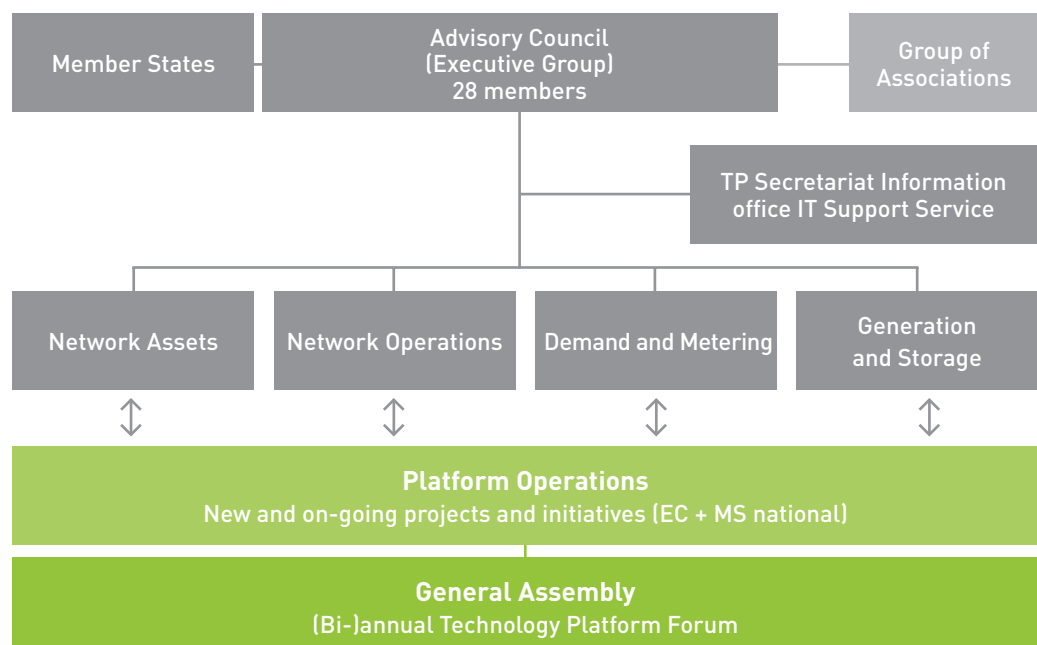 Member States
Advisory Council
(Executive Group)
28 members
Group of
Associations
TP Secretariat Information
office IT Support Service
Network Assets
Network Operations
Demand and Metering
Generation
and Storage
Platform Operations
New and on-going projects and initiatives (EC + MS national)
General Assembly
(Bi-)annual Technology Platform Forum